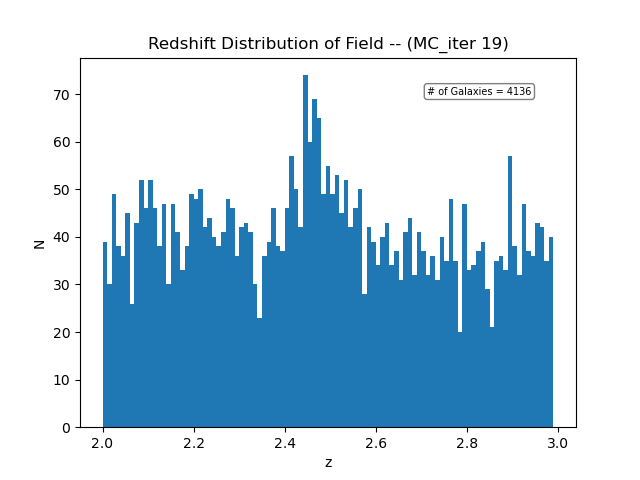 Redshift Distribution of Field -- (MC_iter 19)
# of Galaxies = 4136
70
60
50
40
30
20
10
0
N
2.0 2.2 2.4 2.6 2.8 3.0
z